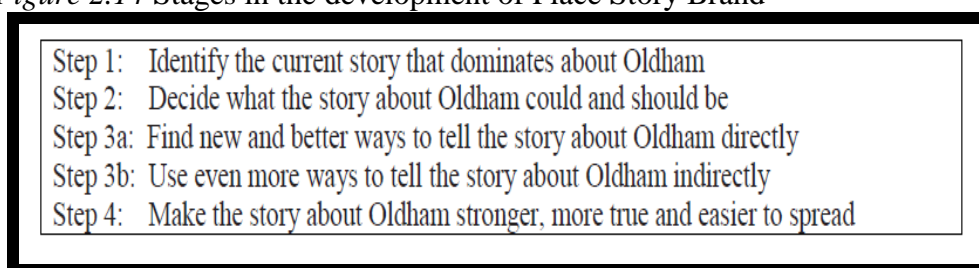 Figure 2.14 Stages in the development of Place Story Brand
Step 1: Identify the current story that dominates about Oldham
Step 2: Decide what the story about Oldham could and should be
Step 3a: Find new and better ways to tell the story about Oldham directly
Step 3b: Use even more ways to tell the story about Oldham indirectly
Step 4: Make the story about Oldham stronger, more true and easier to spread